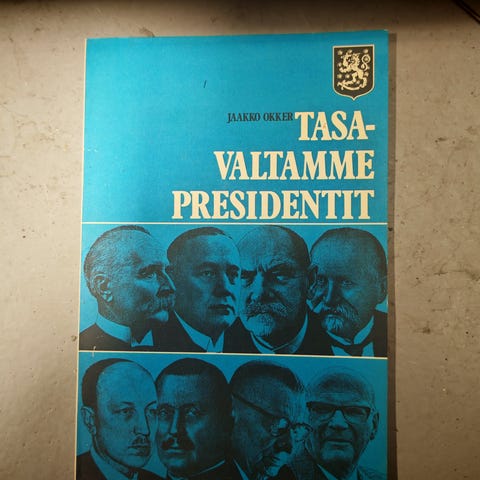 JAAKKO OKKER TASA-
VALTAMME
PRESIDENTIT